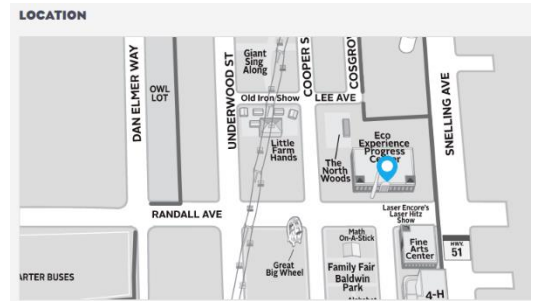 LOCATION
DAN ELMER WAY
OWL
LOT
UNDERWOOD ST
Giant
Sing
Along
COOPER S
COSGRO
Old Iron Show
LEE AVE
SNELLING AVE
Little
Farm
Hands
The
North
Woods
Eco
Experience
Progress
Center
RANDALL AVE
Laser Encore's
Laser Hitz
Show
Math
On-A-Stick
Fine
Arts
Center
HWY.
51
Great
Big Wheel
Family Fair
Baldwin
Park
ARTER BUSES
4-H